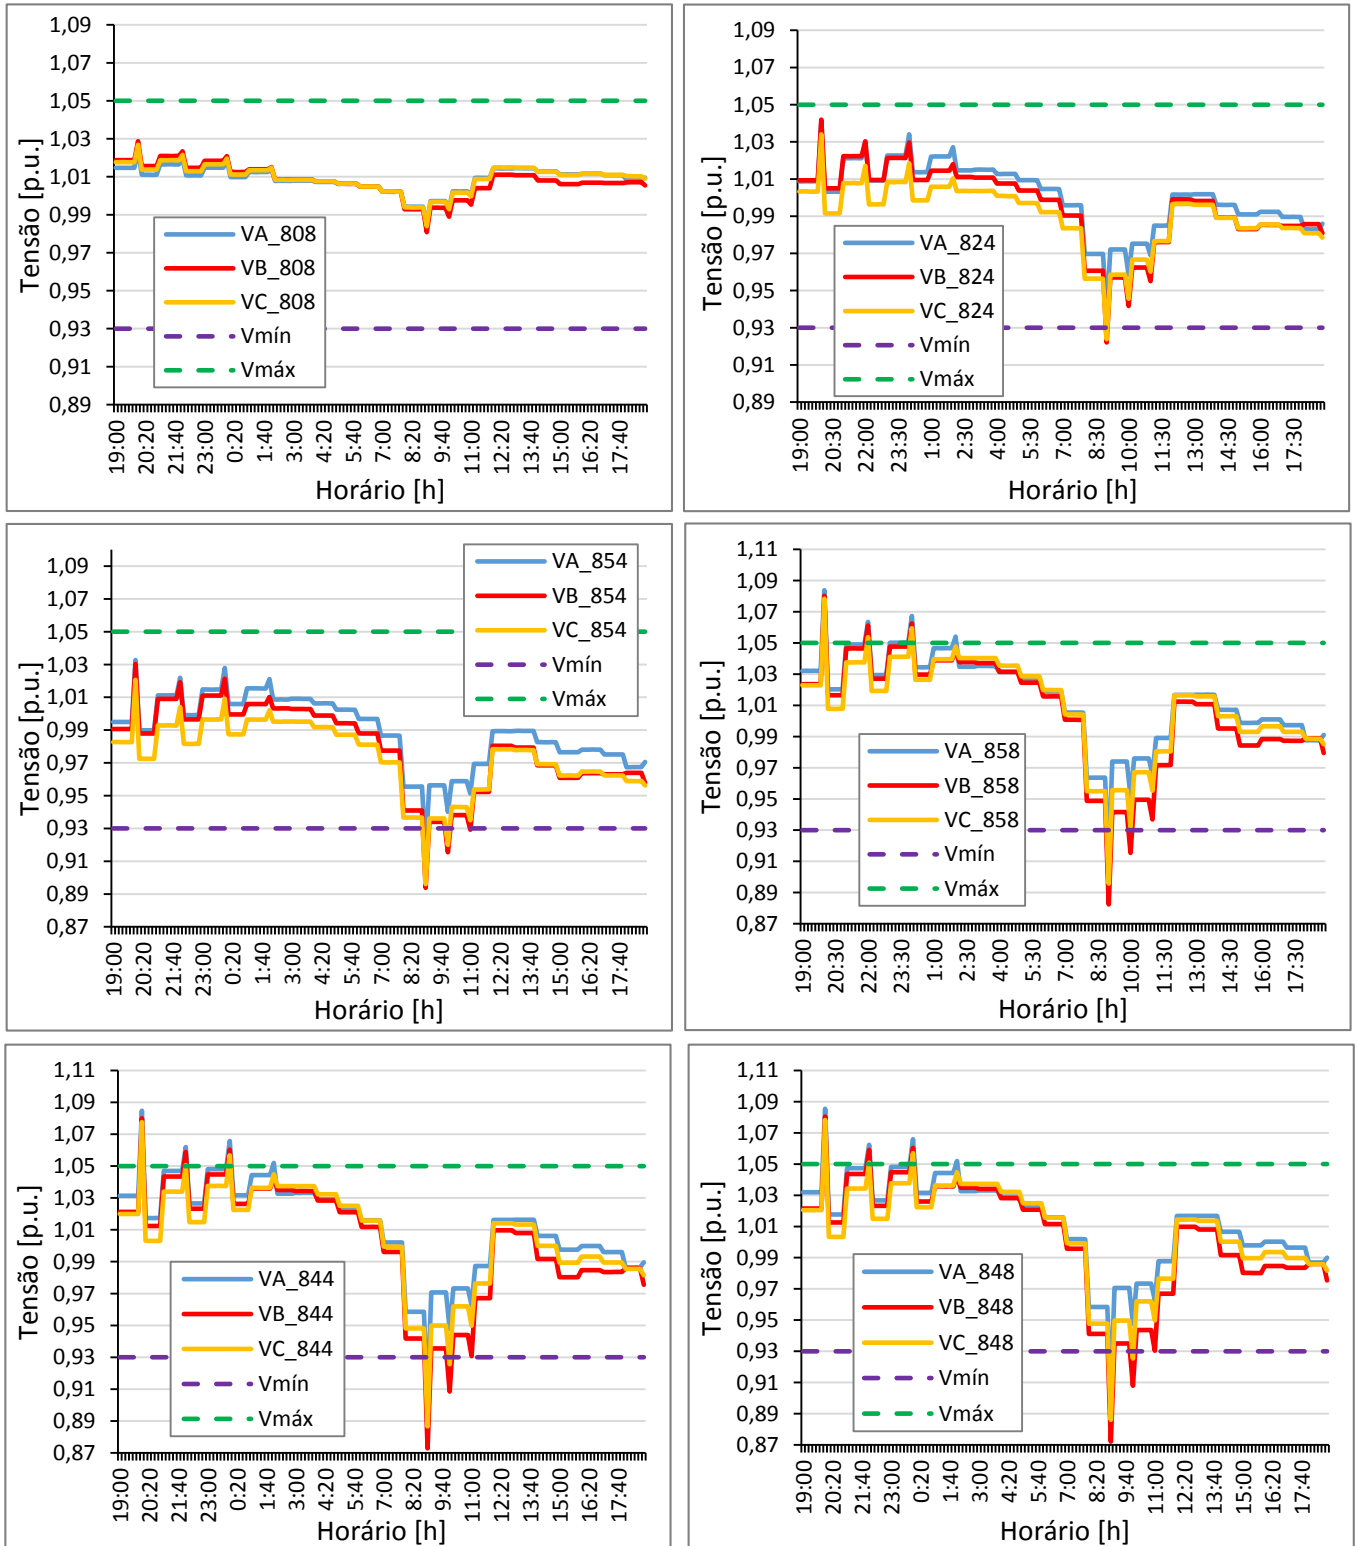 1,09
1,07
1,05
1,03
1,01
0,99
0,97
0,95
0,93
0,91
0,89
Tensão [p.u.]
VA_808
VB_808
VC_808
Vmín
Vmáx
19:00 20:20 21:40 23:00 0:20 1:40 3:00 4:20 5:40 7:00 8:20 9:40 11:00 12:20 13:40 15:00 16:20 17:40
Horário [h]
1,09
1,07
1,05
1,03
1,01
0,99
0,97
0,95
0,93
0,91
0,89
Tensão [p.u.]
VA_824
VB_824
VC_824
Vmín
Vmáx
19:00 20:30 22:00 23:30 1:00 2:30 4:00 5:30 7:00 8:30 10:00 11:30 13:00 14:30 16:00 17:30
Horário [h]
1,09
1,07
1,05
1,03
1,01
0,99
0,97
0,95
0,93
0,91
0,89
0,87
Tensão [p.u.]
VA_854
VB_854
VC_854
Vmín
Vmáx
19:00 20:20 21:40 23:00 0:20 1:40 3:00 4:20 5:40 7:00 8:20 9:40 11:00 12:20 13:40 15:00 16:20 17:40
Horário [h]
1,11
1,09
1,07
1,05
1,03
1,01
0,99
0,97
0,95
0,93
0,91
0,89
0,87
Tensão [p.u.]
VA_858
VB_858
VC_858
Vmín
Vmáx
19:00 20:30 22:00 23:30 1:00 2:30 4:00 5:30 7:00 8:30 10:00 11:30 13:00 14:30 16:00 17:30
Horário [h]
1,11
1,09
1,07
1,05
1,03
1,01
0,99
0,97
0,95
0,93
0,91
0,89
0,87
Tensão [p.u.]
VA_844
VB_844
VC_844
Vmín
Vmáx
19:00 20:20 21:40 23:00 0:20 1:40 3:00 4:20 5:40 7:00 8:20 9:40 11:00 12:20 13:40 15:00 16:20 17:40
Horário [h]
1,11
1,09
1,07
1,05
1,03
1,01
0,99
0,97
0,95
0,93
0,91
0,89
0,87
Tensão [p.u.]
VA_848
VB_848
VC_848
Vmín
Vmáx
19:00 20:20 21:40 23:00 0:20 1:40 3:00 4:20 5:40 7:00 8:20 9:40 11:00 12:20 13:40 15:00 16:20 17:40
Horário [h]